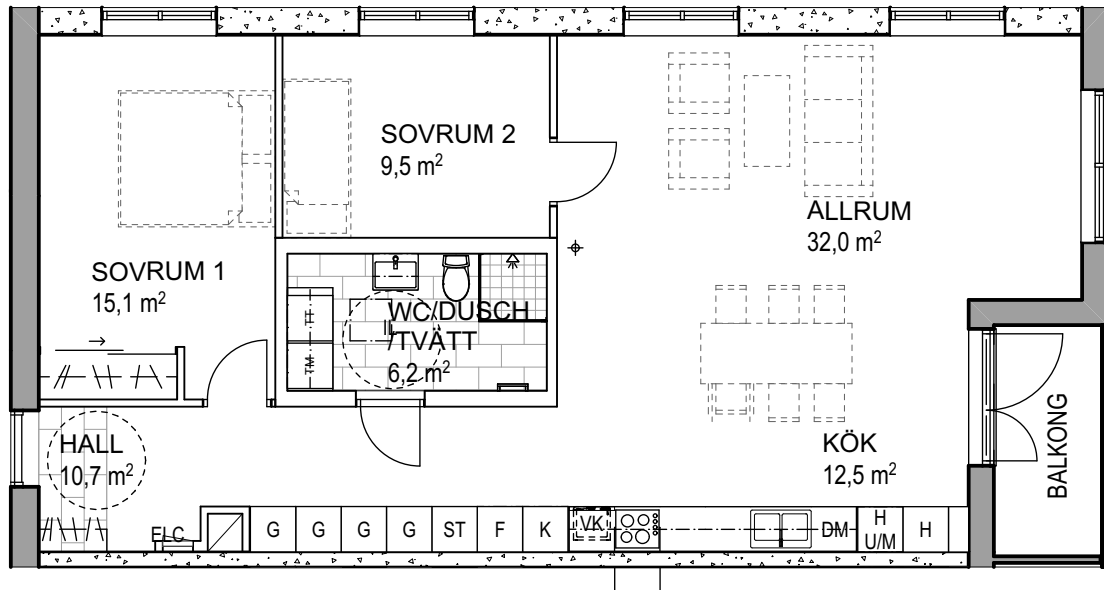 SOVRUM 2
9,5 m²
ALLRUM
32,0 m²
SOVRUM 1
15,1 m²
WC/DUSCH
/TVÄTT
6,2 m²
TT
TM
HALL
10,7 m²
KÖK
12,5 m²
BALKONG
ELC
G G G G ST F K VK DM H H
U/M